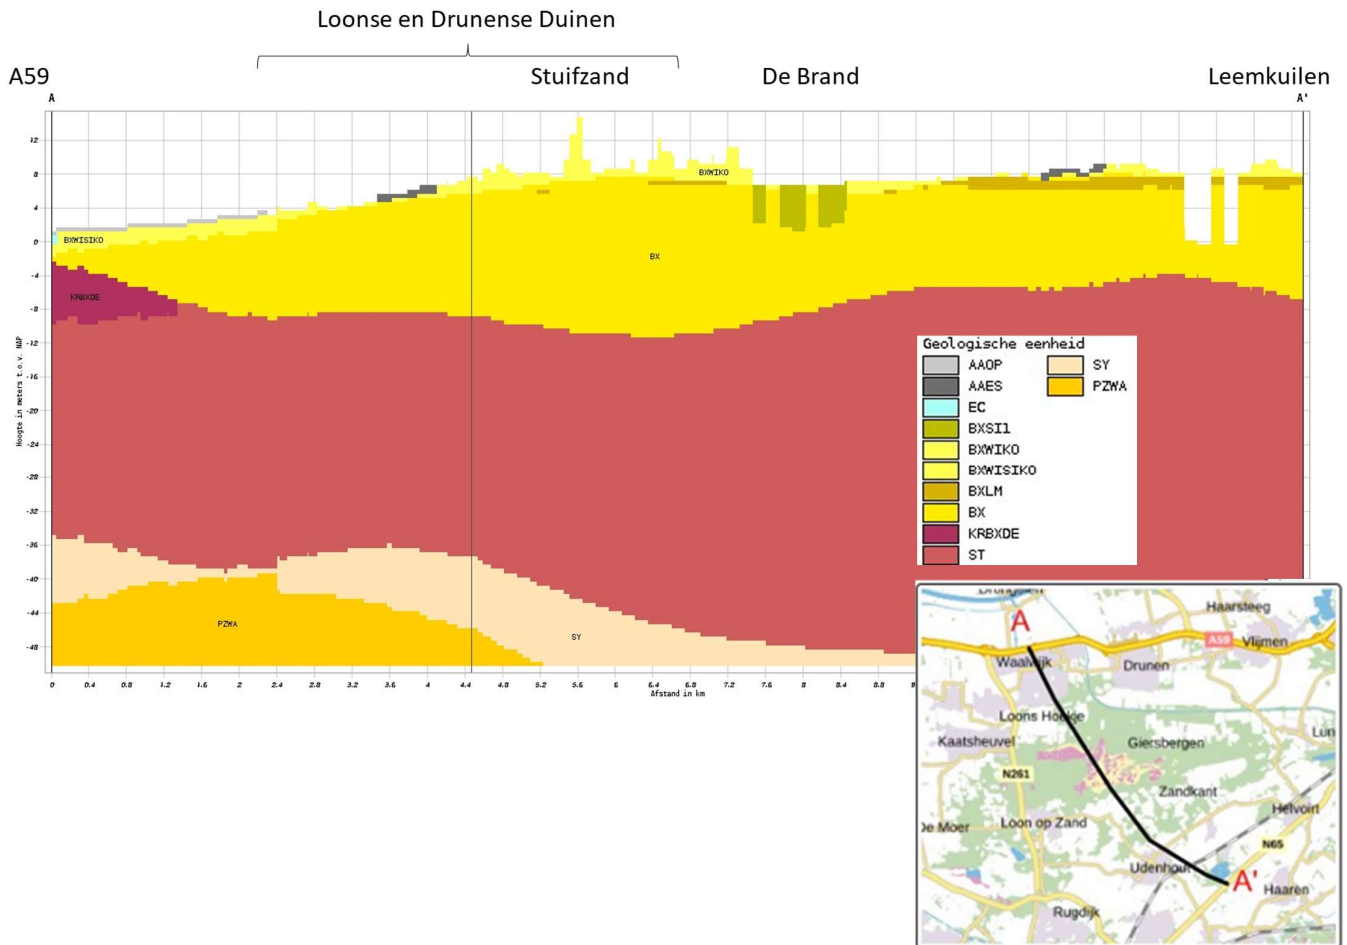 Loonse en Drunense Duinen
A59 Stuifzand De Brand Leemkuilen
A A'
12
8
4
0
-4
-8
-12
-16
-20
-24
-28
-32
-36
-40
-44
-48
Hoogte in meters t.o.v. NAP
BXWISIKO
KRBXDE
BXWIKO
BX
PZWA
SY
0 0.4 0.8 1.2 1.6 2 2.4 2.8 3.2 3.6 4 4.4 4.8 5.2 5.6 6 6.4 6.8 7.2 7.6 8 8.4 8.8
Afstand in km
Geologische eenheid
AAOP SY
AAES PZWA
EC
BXSI1
BXWIKO
BXWISIKO
BXLM
BX
KRBXDE
ST
A
Haarsteeg
A59 Vlijmen
Waalwijk Drunen
Loons Hoekje
Kaatsheuvel Giersbergen
N261
Zandkant
Helvoirt
De Moer Loon op Zand
N65
Udenhout
A' Haaren
Rugdijk